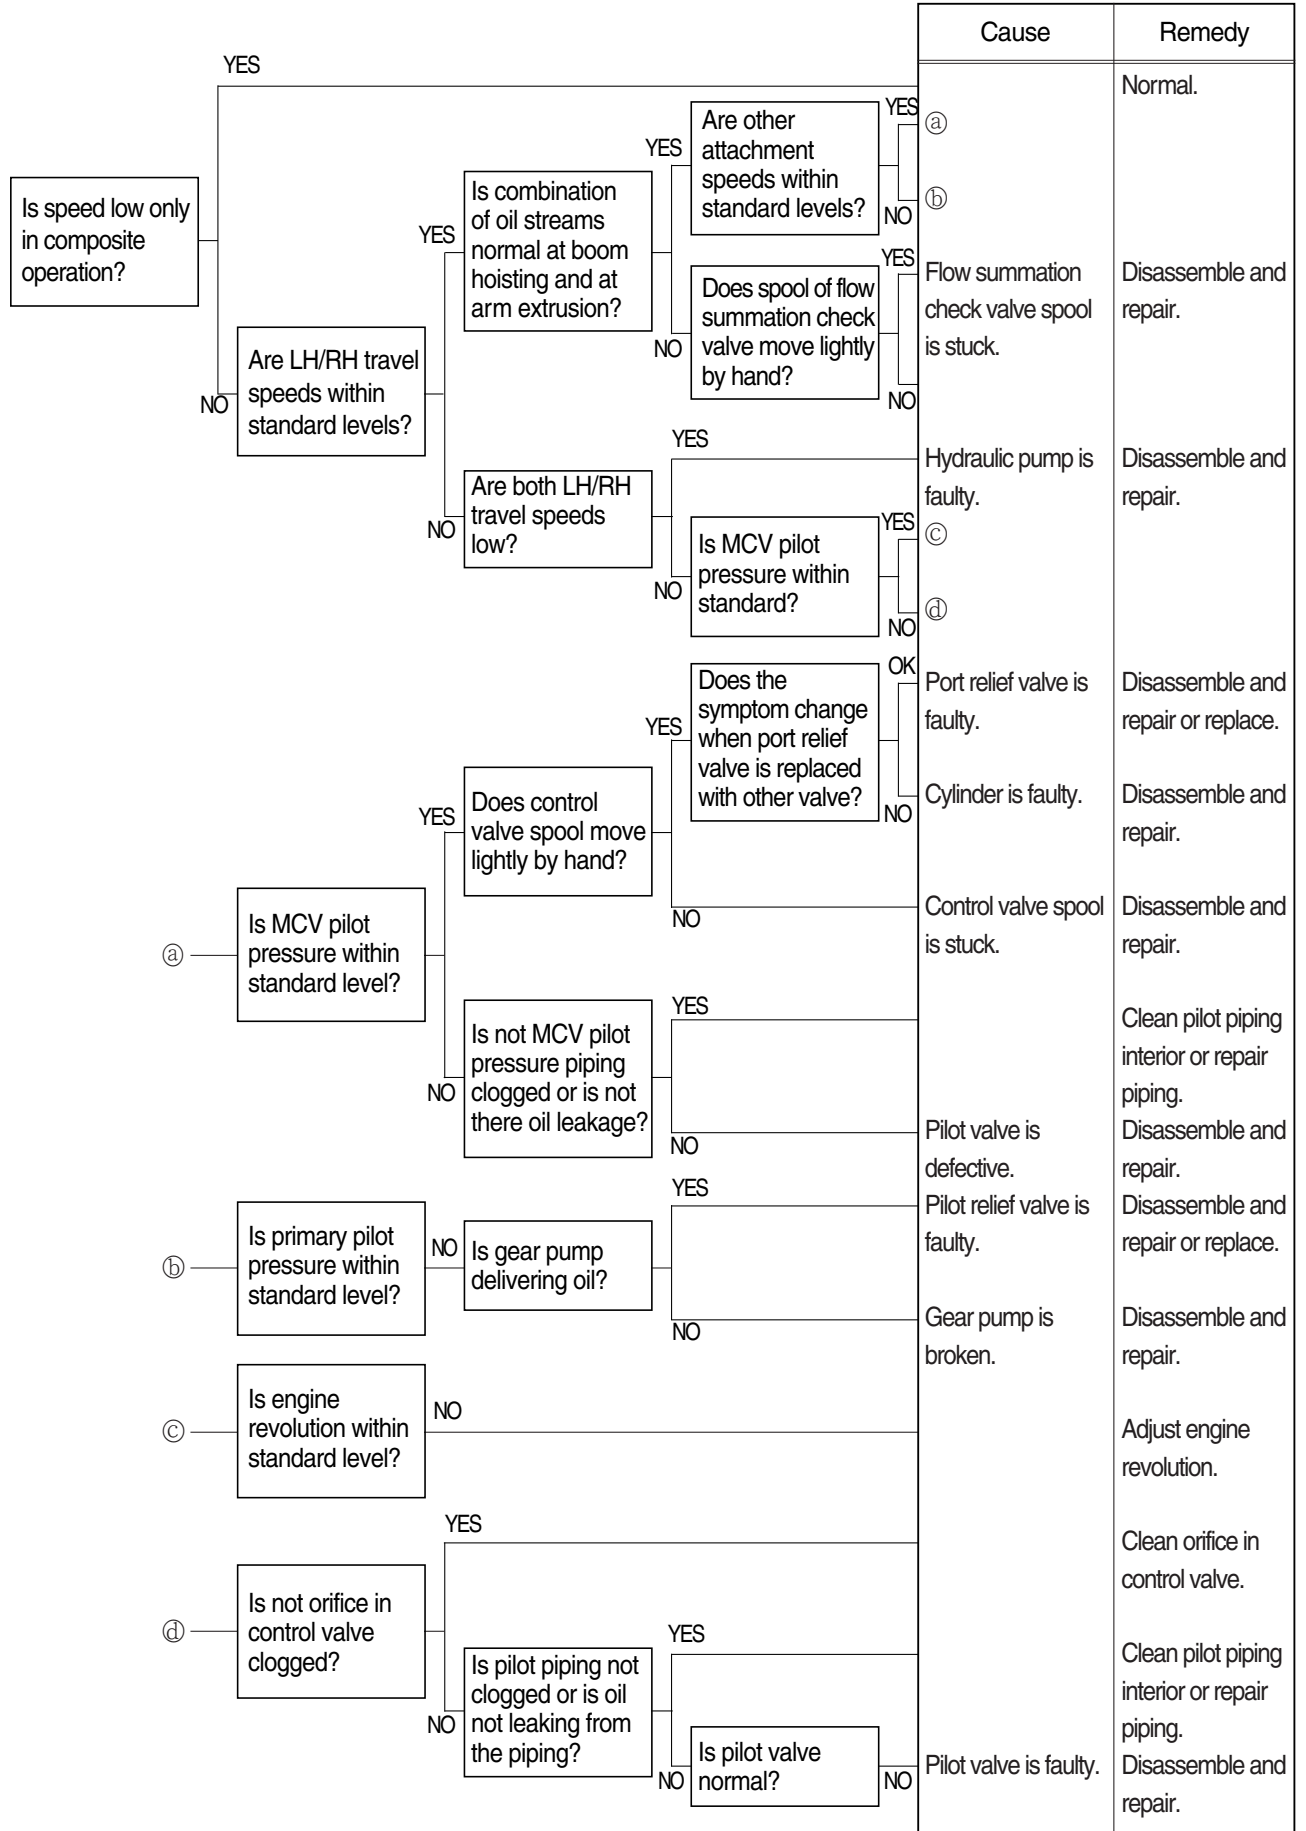 Cause
Remedy
YES
Normal.
Is speed low only
in composite
operation?
NO
Are LH/RH travel
speeds within
standard levels?
YES
Is combination
of oil streams
normal at boom
hoisting and at
arm extrusion?
YES
Are other
attachment
speeds within
standard levels?
YES
ⓐ
NO
ⓑ
NO
Does spool of flow
summation check
valve move lightly
by hand?
YES
NO
Flow summation
check valve spool
is stuck.
Disassemble and
repair.
NO
Are both LH/RH
travel speeds
low?
YES
Hydraulic pump is
faulty.
Disassemble and
repair.
NO
Is MCV pilot
pressure within
standard?
YES
ⓒ
NO
ⓓ
ⓐ
Is MCV pilot
pressure within
standard level?
YES
Does control
valve spool move
lightly by hand?
YES
Does the
symptom change
when port relief
valve is replaced
with other valve?
OK
Port relief valve is
faulty.
Disassemble and
repair or replace.
NO
Cylinder is faulty.
Disassemble and
repair.
NO
Control valve spool
is stuck.
Disassemble and
repair.
NO
Is not MCV pilot
pressure piping
clogged or is not
there oil leakage?
YES
Clean pilot piping
interior or repair
piping.
NO
Pilot valve is
defective.
Disassemble and
repair.
ⓑ
Is primary pilot
pressure within
standard level?
NO
Is gear pump
delivering oil?
YES
Pilot relief valve is
faulty.
Disassemble and
repair or replace.
NO
Gear pump is
broken.
Disassemble and
repair.
ⓒ
Is engine
revolution within
standard level?
NO
Adjust engine
revolution.
ⓓ
Is not orifice in
control valve
clogged?
YES
Clean orifice in
control valve.
NO
Is pilot piping not
clogged or is oil
not leaking from
the piping?
YES
Clean pilot piping
interior or repair
piping.
NO
Is pilot valve
normal?
NO
Pilot valve is faulty.
Disassemble and
repair.